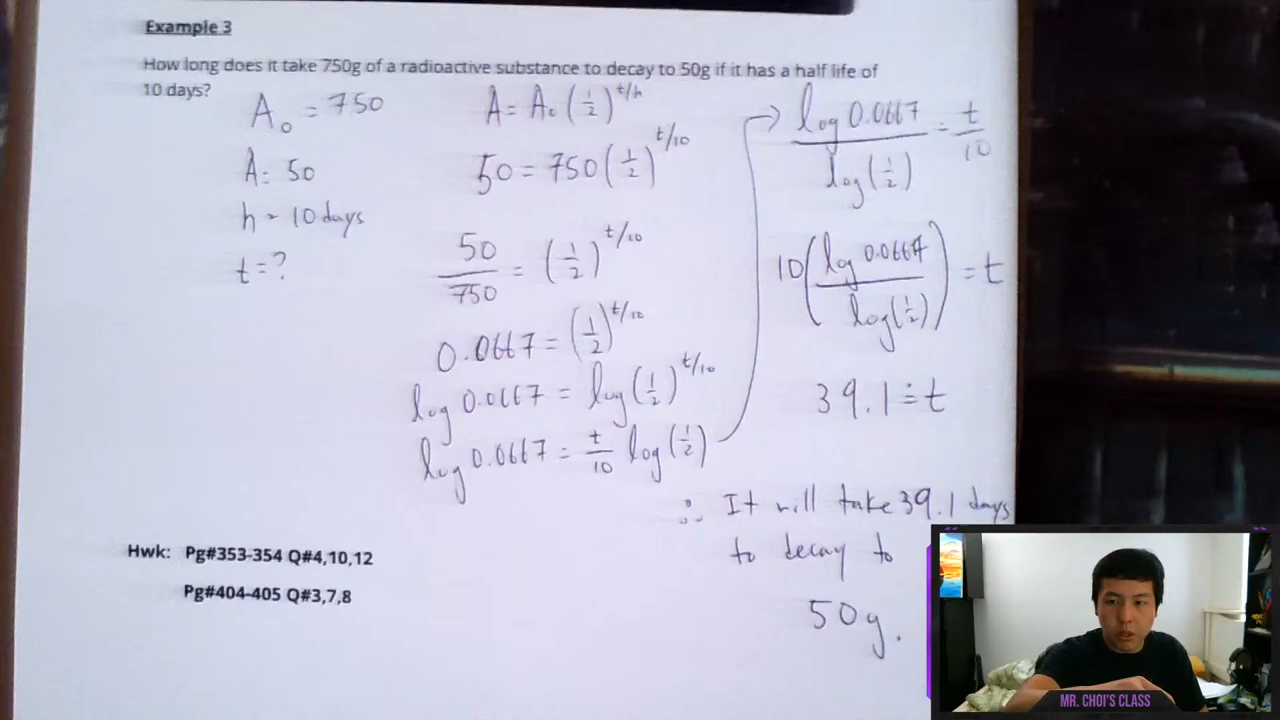 Example 3
How long does it take 750g of a radioactive substance to decay to 50g if it has a half life of
10 days?
A₀ = 750
A = 50
h = 10 days
t = ?
A = A₀(1/2)^(t/h)
50 = 750(1/2)^(t/10)
50/750 = (1/2)^(t/10)
0.0667 = (1/2)^(t/10)
log 0.0667 = log(1/2)^(t/10)
log 0.0667 = t/10 log(1/2)
→ log 0.0667 / log(1/2) = t/10
10(log 0.0667 / log(1/2)) = t
39.1 ≐ t
∴ It will take 39.1 days
to decay to
50g.
Hwk: Pg#353-354 Q#4,10,12
Pg#404-405 Q#3,7,8
MR. CHOI'S CLASS